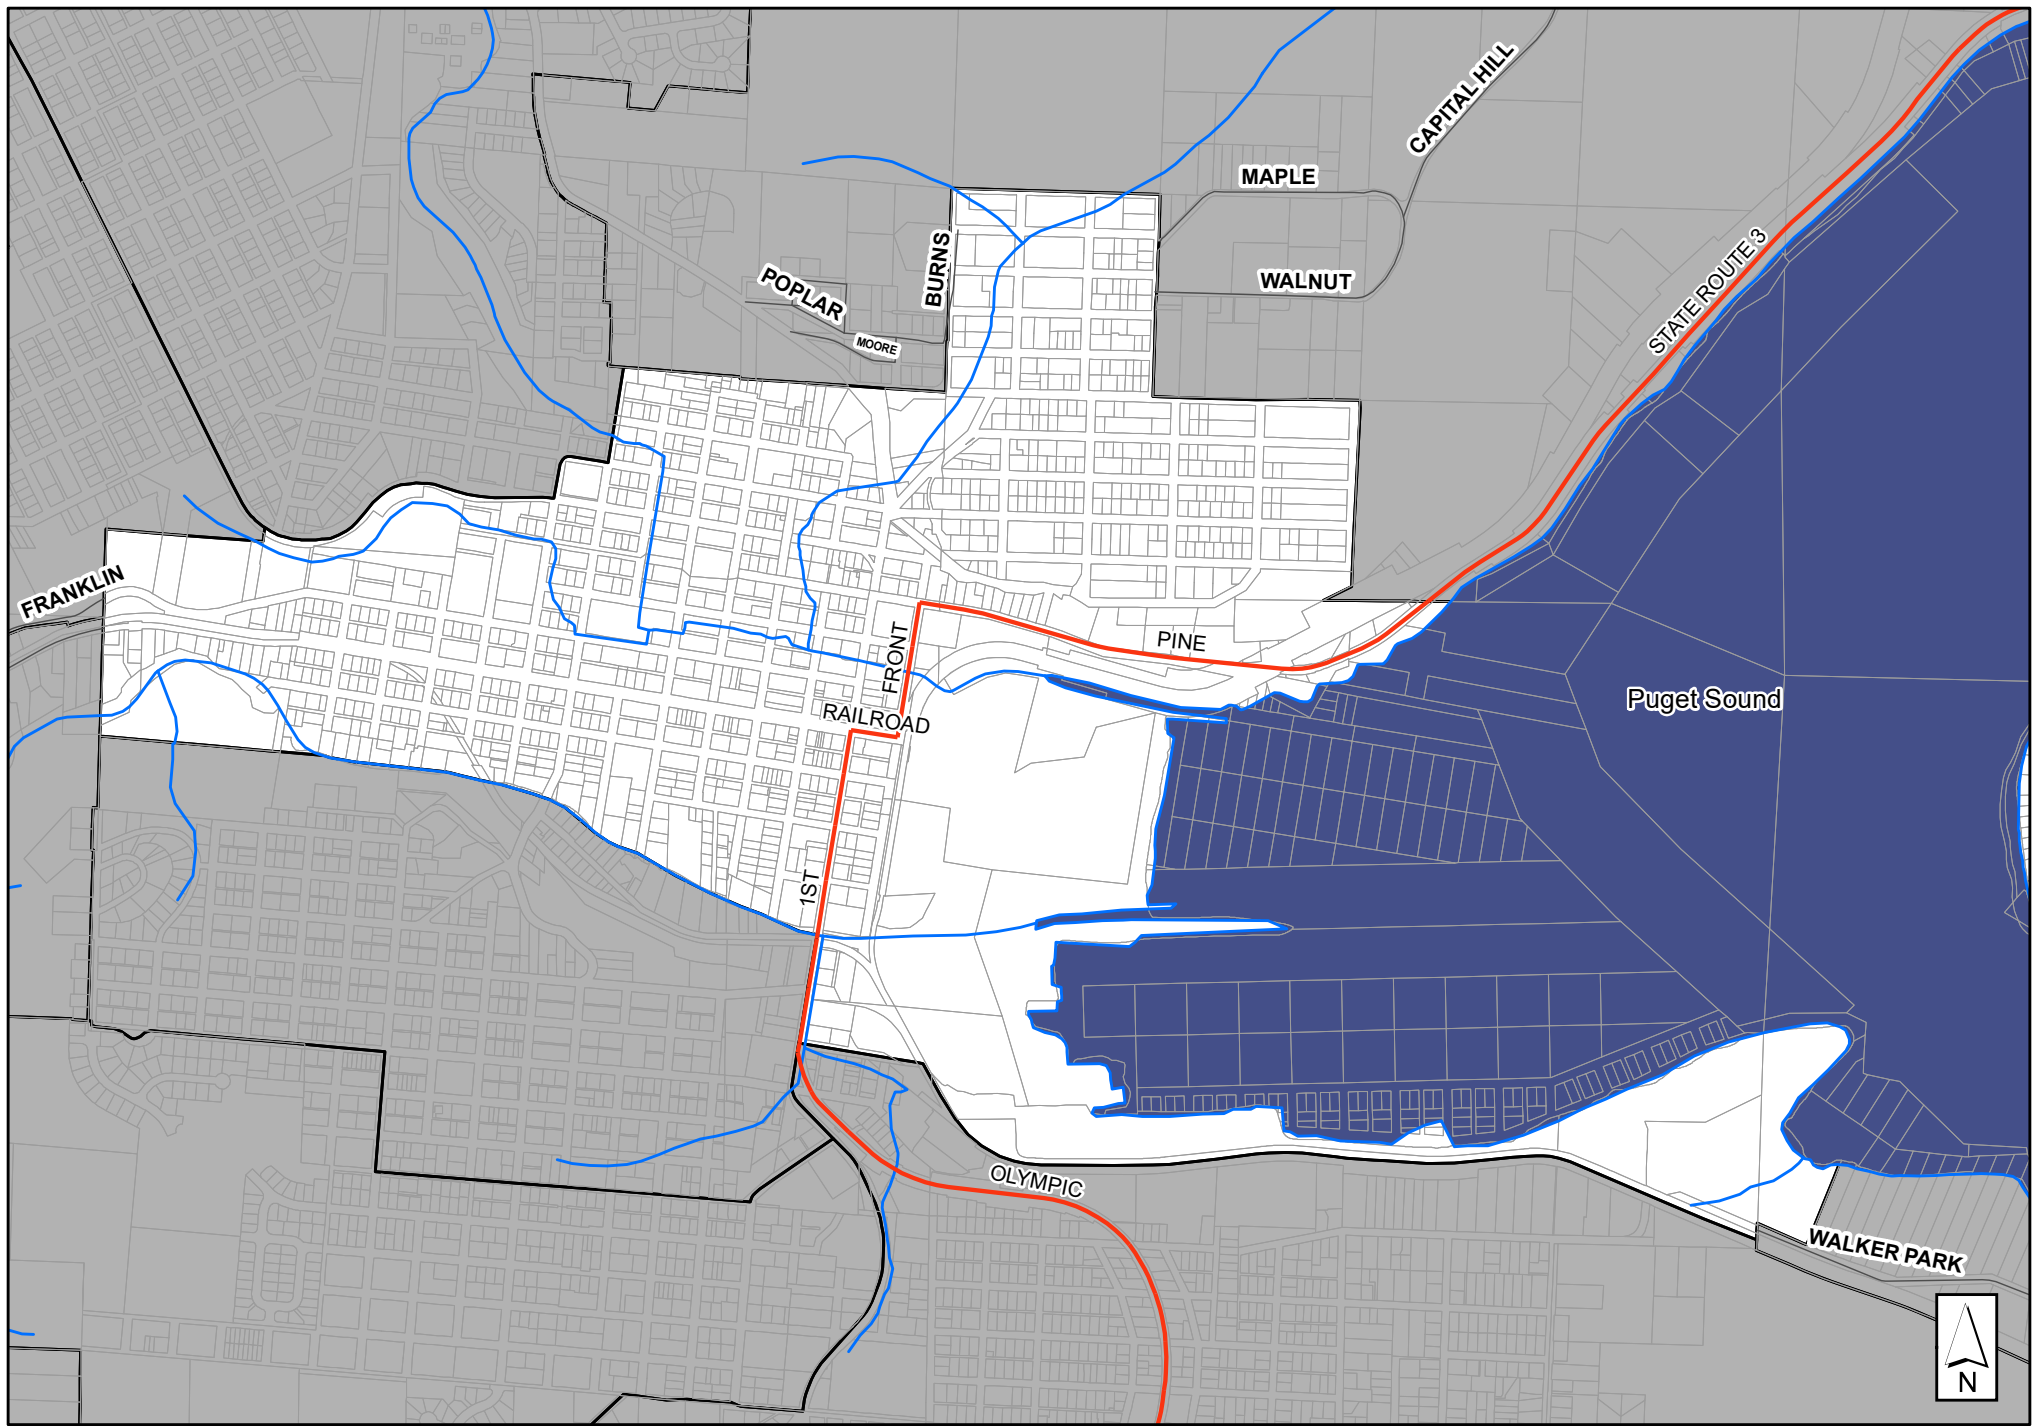 CAPITAL HILL
MAPLE
BURNS
STATE ROUTE 3
POPLAR
WALNUT
MOORE
FRANKLIN
PINE
FRONT
Puget Sound
RAILROAD
1ST
OLYMPIC
WALKER PARK
N